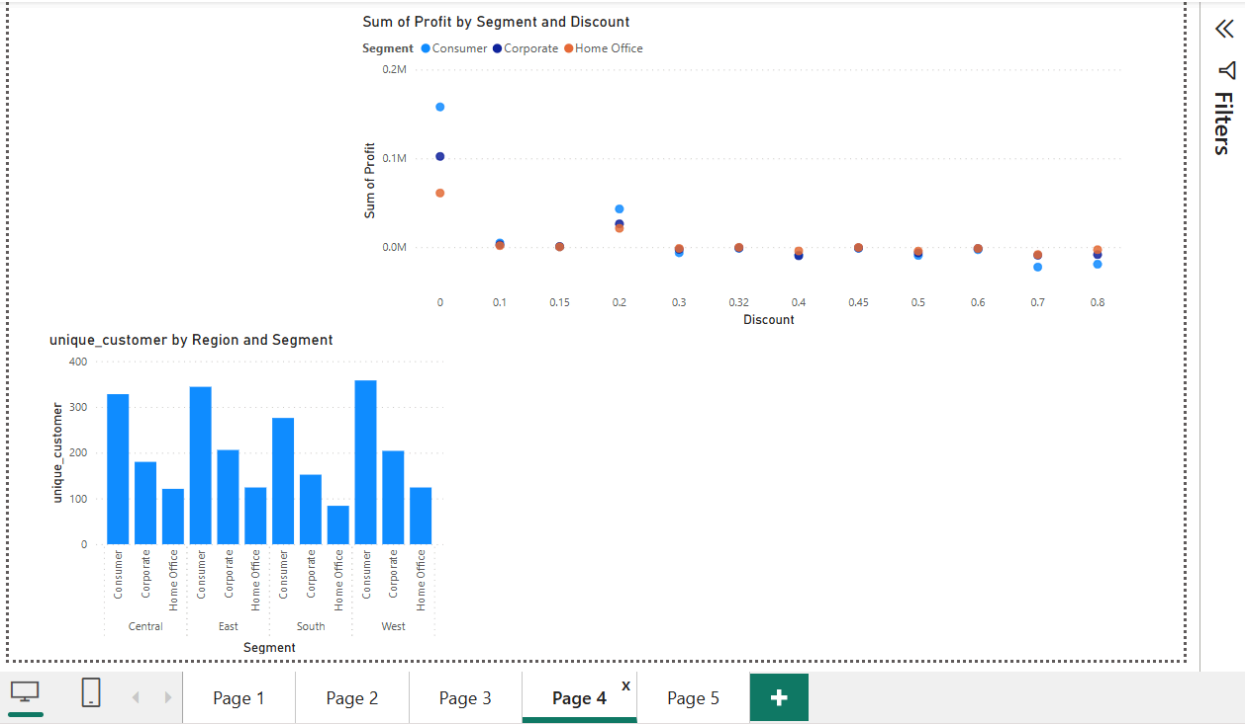 Sum of Profit by Segment and Discount
Segment Consumer Corporate Home Office
0.2M
0.1M
0.0M
Sum of Profit
0 0.1 0.15 0.2 0.3 0.32 0.4 0.45 0.5 0.6 0.7 0.8
Discount
Filters
unique_customer by Region and Segment
400
300
200
100
0
unique_customer
Consumer Corporate Home Office Consumer Corporate Home Office Consumer Corporate Home Office Consumer Corporate Home Office
Central East South West
Segment
Page 1 Page 2 Page 3 Page 4 x Page 5 +